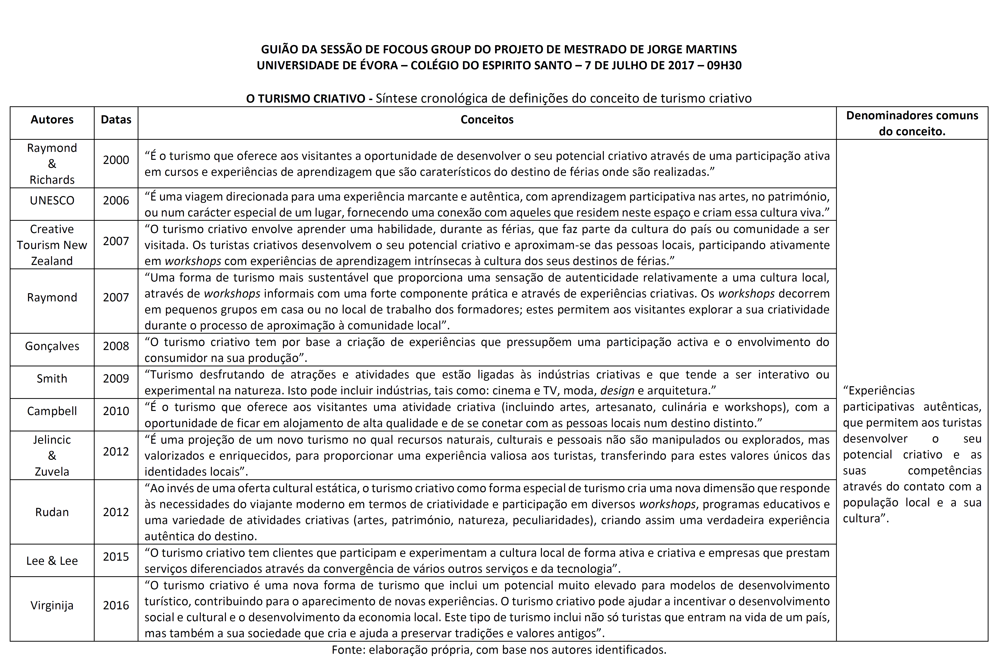 GUIÃO DA SESSÃO DE FOCOUS GROUP DO PROJETO DE MESTRADO DE JORGE MARTINS
UNIVERSIDADE DE ÉVORA – COLÉGIO DO ESPIRITO SANTO – 7 DE JULHO DE 2017 – 09H30
O TURISMO CRIATIVO - Síntese cronológica de definições do conceito de turismo criativo
Autores
Datas
Conceitos
Denominadores comuns
do conceito.
Raymond
&
Richards
2000
“É o turismo que oferece aos visitantes a oportunidade de desenvolver o seu potencial criativo através de uma participação ativa
em cursos e experiências de aprendizagem que são caraterísticos do destino de férias onde são realizadas.”
UNESCO
2006
“É uma viagem direcionada para uma experiência marcante e autêntica, com aprendizagem participativa nas artes, no património,
ou num carácter especial de um lugar, fornecendo uma conexão com aqueles que residem neste espaço e criam essa cultura viva.”
Creative
Tourism New
Zealand
2007
“O turismo criativo envolve aprender uma habilidade, durante as férias, que faz parte da cultura do país ou comunidade a ser
visitada. Os turistas criativos desenvolvem o seu potencial criativo e aproximam-se das pessoas locais, participando ativamente
em workshops com experiências de aprendizagem intrínsecas à cultura dos seus destinos de férias.”
Raymond
2007
“Uma forma de turismo mais sustentável que proporciona uma sensação de autenticidade relativamente a uma cultura local,
através de workshops informais com uma forte componente prática e através de experiências criativas. Os workshops decorrem
em pequenos grupos em casa ou no local de trabalho dos formadores; estes permitem aos visitantes explorar a sua criatividade
durante o processo de aproximação à comunidade local”.
Gonçalves
2008
“O turismo criativo tem por base a criação de experiências que pressupõem uma participação activa e o envolvimento do
consumidor na sua produção”.
Smith
2009
“Turismo desfrutando de atrações e atividades que estão ligadas às indústrias criativas e que tende a ser interativo ou
experimental na natureza. Isto pode incluir indústrias, tais como: cinema e TV, moda, design e arquitetura.”
Campbell
2010
“É o turismo que oferece aos visitantes uma atividade criativa (incluindo artes, artesanato, culinária e workshops), com a
oportunidade de ficar em alojamento de alta qualidade e de se conetar com as pessoas locais num destino distinto.”
Jelincic
&
Zuvela
2012
“É uma projeção de um novo turismo no qual recursos naturais, culturais e pessoais não são manipulados ou explorados, mas
valorizados e enriquecidos, para proporcionar uma experiência valiosa aos turistas, transferindo para estes valores únicos das
identidades locais”.
Rudan
2012
“Ao invés de uma oferta cultural estática, o turismo criativo como forma especial de turismo cria uma nova dimensão que responde
às necessidades do viajante moderno em termos de criatividade e participação em diversos workshops, programas educativos e
uma variedade de atividades criativas (artes, património, natureza, peculiaridades), criando assim uma verdadeira experiência
autêntica do destino.
Lee & Lee
2015
“O turismo criativo tem clientes que participam e experimentam a cultura local de forma ativa e criativa e empresas que prestam
serviços diferenciados através da convergência de vários outros serviços e da tecnologia”.
Virginija
2016
“O turismo criativo é uma nova forma de turismo que inclui um potencial muito elevado para modelos de desenvolvimento
turístico, contribuindo para o aparecimento de novas experiências. O turismo criativo pode ajudar a incentivar o desenvolvimento
social e cultural e o desenvolvimento da economia local. Este tipo de turismo inclui não só turistas que entram na vida de um país,
mas também a sua sociedade que cria e ajuda a preservar tradições e valores antigos”.
“Experiências
participativas autênticas,
que permitem aos turistas
desenvolver o seu
potencial criativo e as
suas competências
através do contato com a
população local e a sua
cultura”.
Fonte: elaboração própria, com base nos autores identificados.